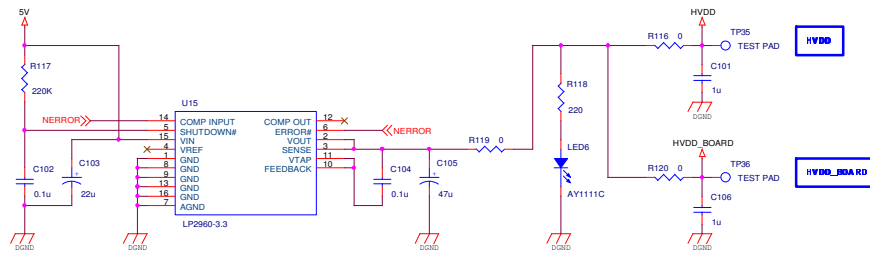 5V
HVDD
R116 0
TP35
TEST PAD
HVDD
R117
220K
C101
1u
DGND
U15
R118
220
NERROR
14 COMP INPUT COMP OUT 12
5 SHUTDOWN# ERROR# 6
NERROR
15 VIN VOUT 2
4 VREF SENSE 3
1 GND VTAP 11
8 GND FEEDBACK 10
9 GND
13 GND
16 GND
7 AGND
LP2960-3.3
R119 0
LED6
AY1111C
HVDD_BOARD
R120 0
TP36
TEST PAD
HVDD_BOARD
C102
0.1u
C103
+
22u
C104
0.1u
C105
+
47u
C106
1u
DGND
DGND
DGND
DGND
DGND